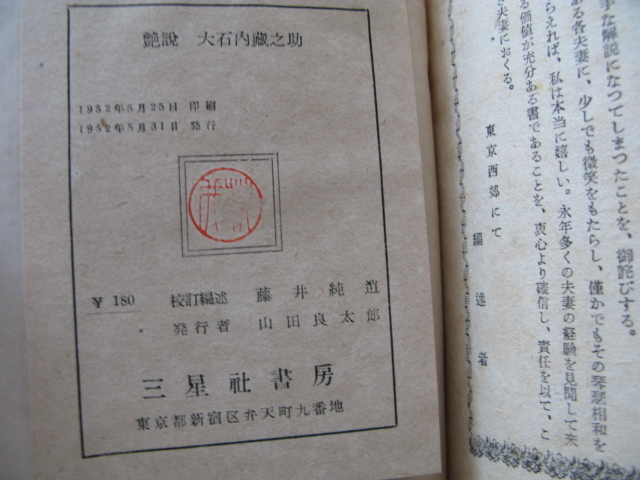 手な解説になつてしまつたことを、御詫びする。
ある各夫妻に、少しでも微笑をもたらし、僅かでもその琴瑟相和を
らえれば、私は本当に嬉しい。永年多くの夫妻の経験を見聞して来
る価値が充分ある書であることを、衷心より確信し、責任を以て、こ
夫妻におくる。
東京西郊にて
編述者
艶説 大石内藏之助
1952年5月25日 印刷
1952年5月31日 発行
¥180
校訂編述 藤井純逍
発行者 山田良太郎
三星社書房
東京都新宿区弁天町九番地